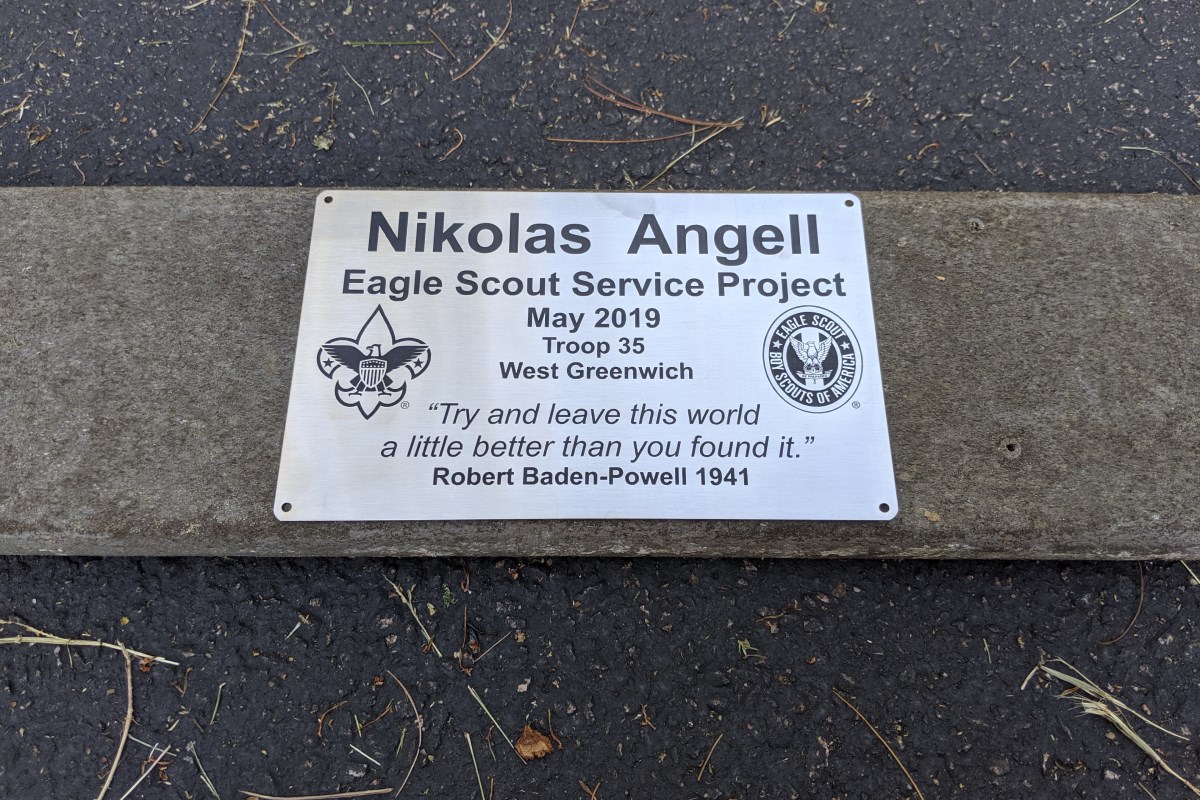 Nikolas Angell
Eagle Scout Service Project
May 2019
Troop 35
West Greenwich
EAGLE SCOUT
BOY SCOUTS OF AMERICA
®
®
“Try and leave this world
a little better than you found it.”
Robert Baden-Powell 1941